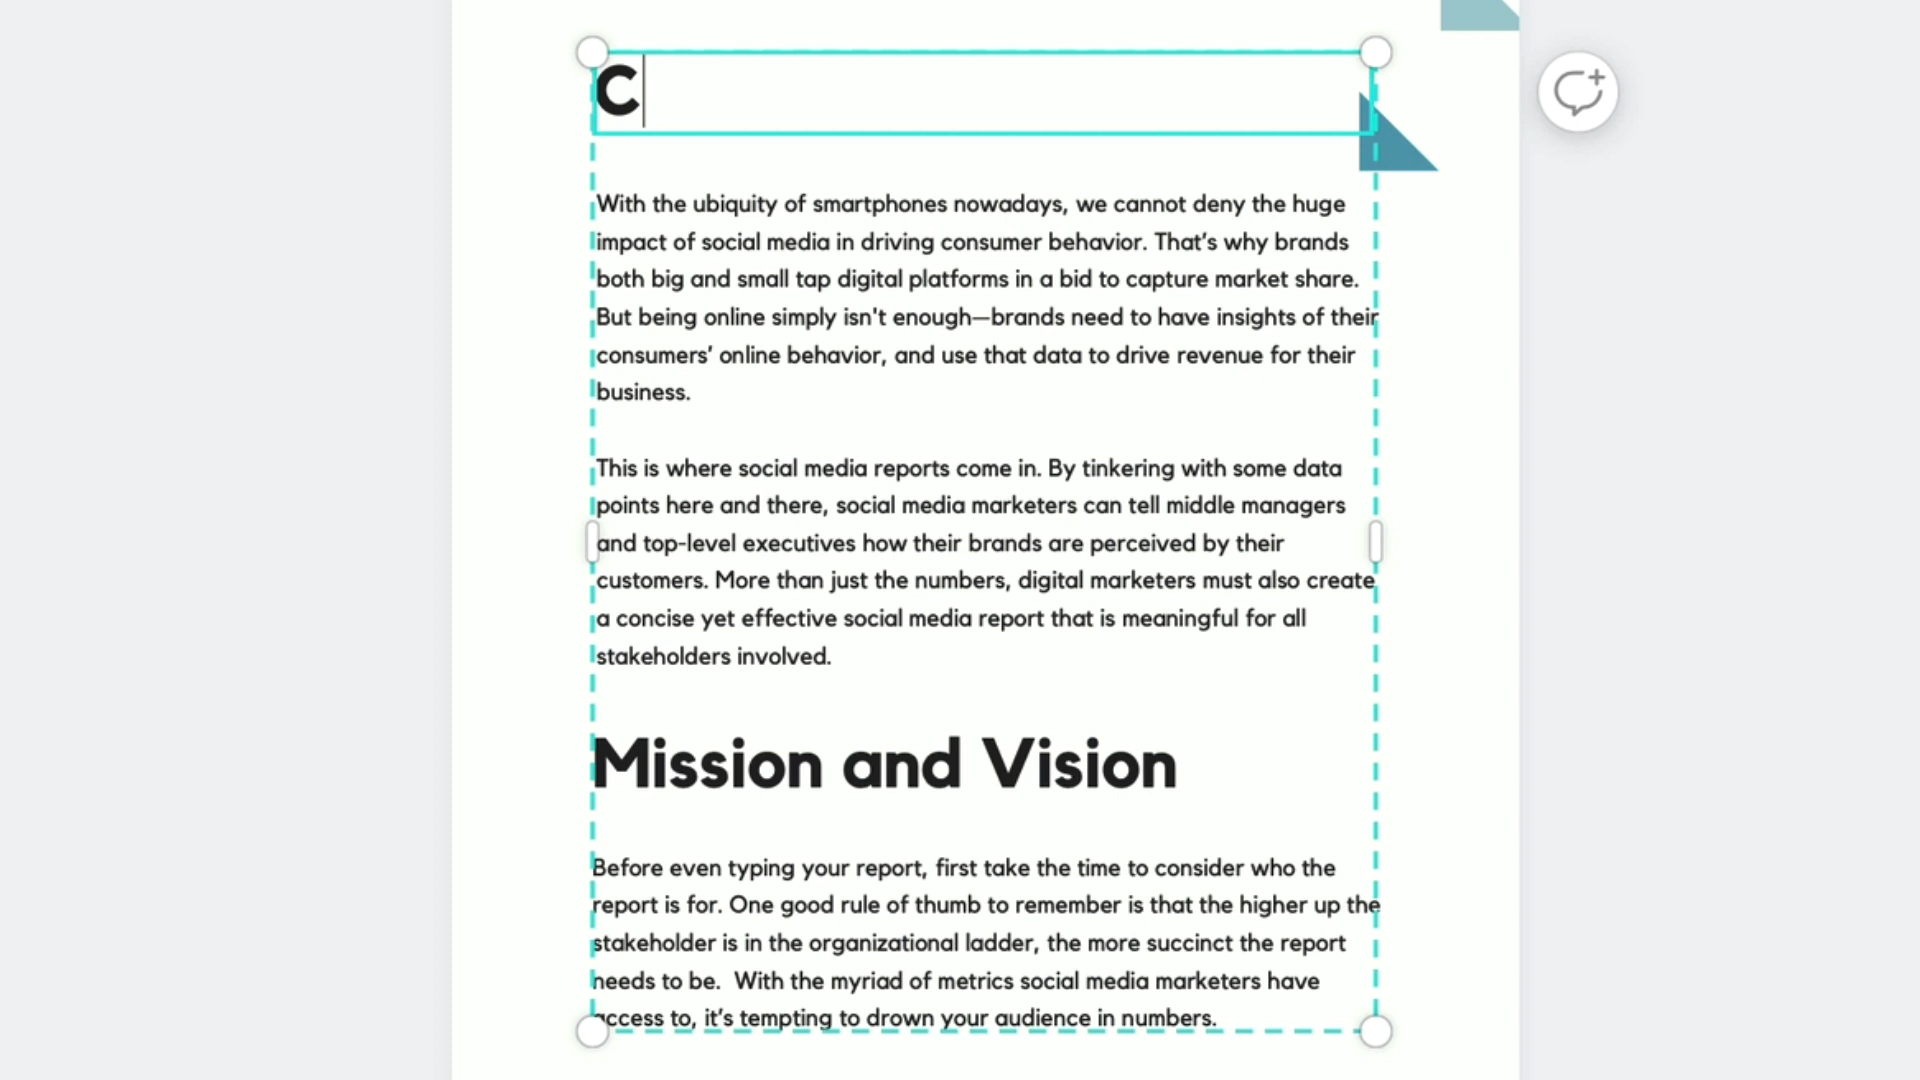 C
With the ubiquity of smartphones nowadays, we cannot deny the huge
impact of social media in driving consumer behavior. That’s why brands
both big and small tap digital platforms in a bid to capture market share.
But being online simply isn't enough—brands need to have insights of their
consumers’ online behavior, and use that data to drive revenue for their
business.
This is where social media reports come in. By tinkering with some data
points here and there, social media marketers can tell middle managers
and top-level executives how their brands are perceived by their
customers. More than just the numbers, digital marketers must also create
a concise yet effective social media report that is meaningful for all
stakeholders involved.
Mission and Vision
Before even typing your report, first take the time to consider who the
report is for. One good rule of thumb to remember is that the higher up the
stakeholder is in the organizational ladder, the more succinct the report
needs to be.  With the myriad of metrics social media marketers have
access to, it’s tempting to drown your audience in numbers.